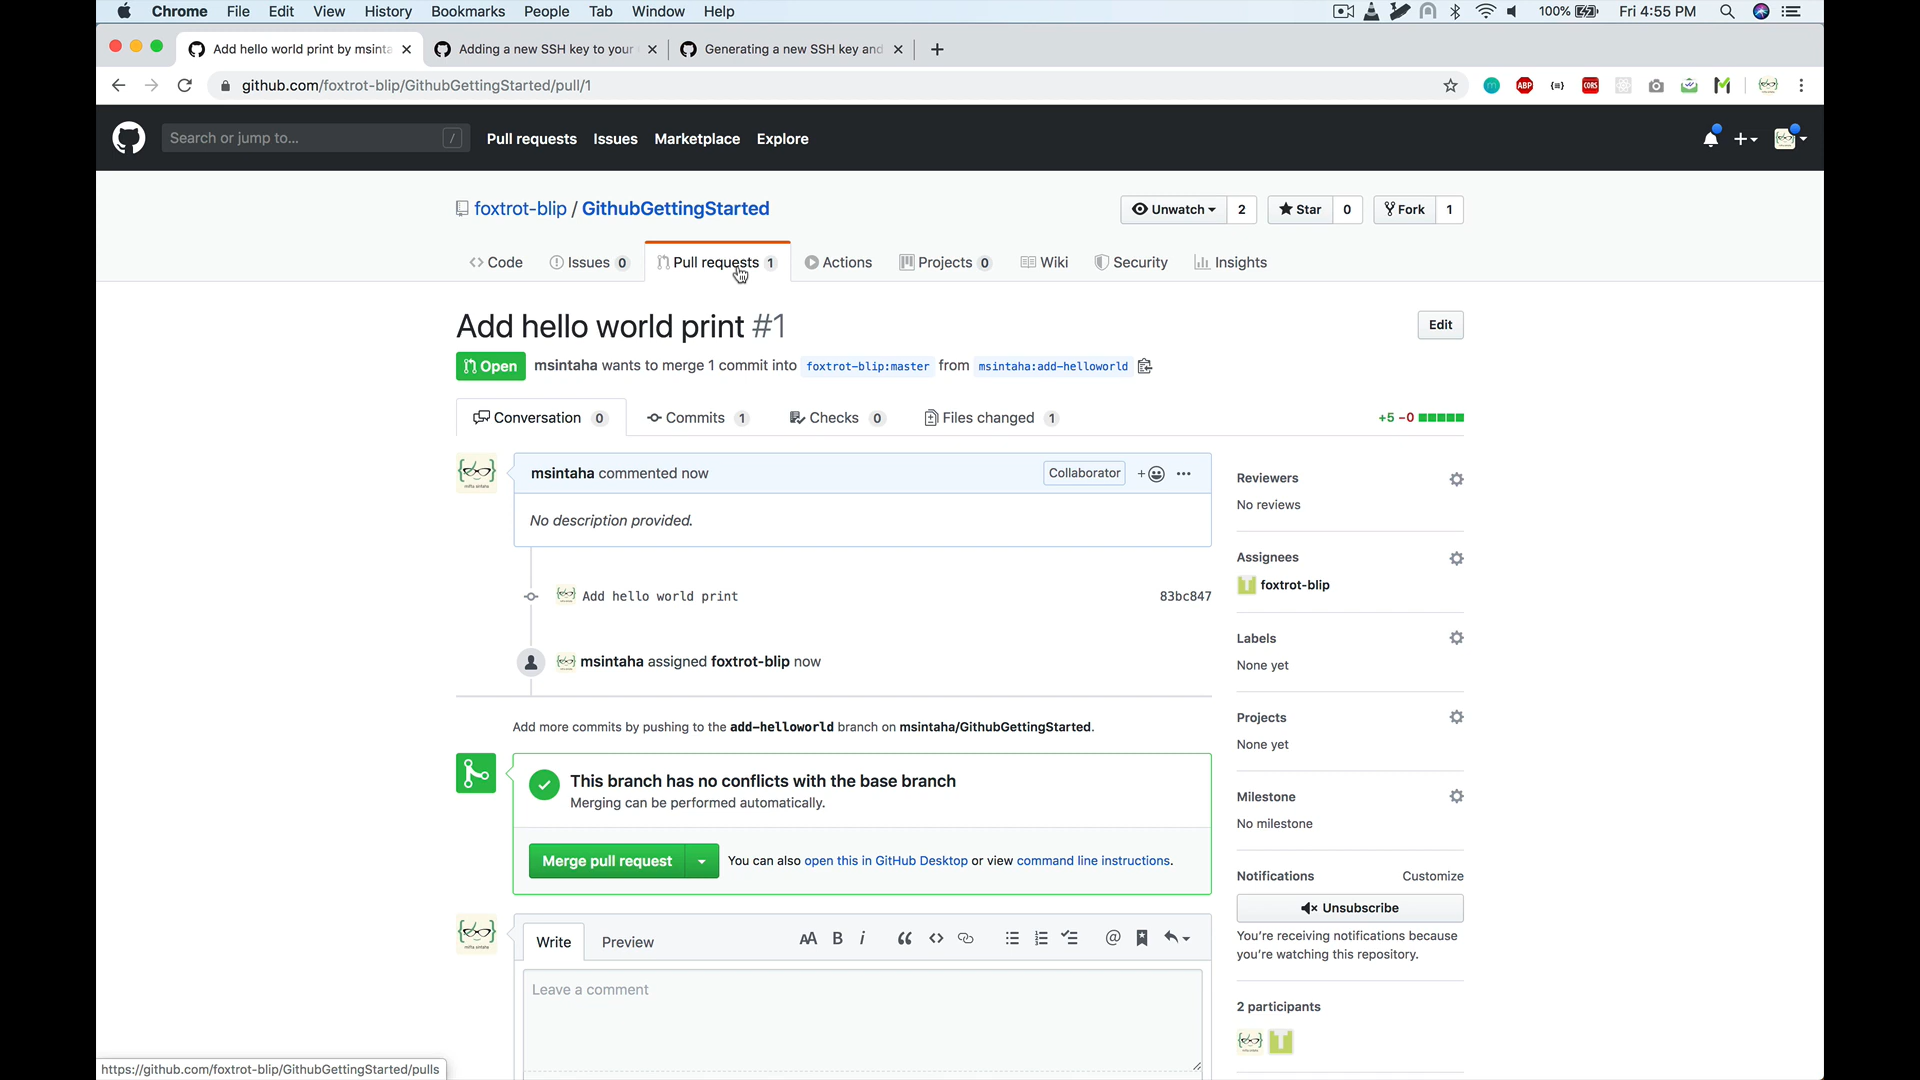 Chrome File Edit View History Bookmarks People Tab Window Help 100% Fri 4:55 PM
Add hello world print by msinta Adding a new SSH key to your Generating a new SSH key and
github.com/foxtrot-blip/GithubGettingStarted/pull/1 ABP CORS
Search or jump to... / Pull requests Issues Marketplace Explore
foxtrot-blip / GithubGettingStarted Unwatch 2 Star 0 Fork 1
Code Issues 0 Pull requests 1 Actions Projects 0 Wiki Security Insights
Add hello world print #1 Edit
Open msintaha wants to merge 1 commit into foxtrot-blip:master from msintaha:add-helloworld
Conversation 0 Commits 1 Checks 0 Files changed 1 +5 −0
msintaha commented now Collaborator
No description provided.
Add hello world print 83bc847
msintaha assigned foxtrot-blip now
Add more commits by pushing to the add-helloworld branch on msintaha/GithubGettingStarted.
This branch has no conflicts with the base branch
Merging can be performed automatically.
Merge pull request You can also open this in GitHub Desktop or view command line instructions.
Write Preview AA B i @
Leave a comment
Reviewers
No reviews
Assignees
foxtrot-blip
Labels
None yet
Projects
None yet
Milestone
No milestone
Notifications Customize
Unsubscribe
You're receiving notifications because
you're watching this repository.
2 participants
https://github.com/foxtrot-blip/GithubGettingStarted/pulls